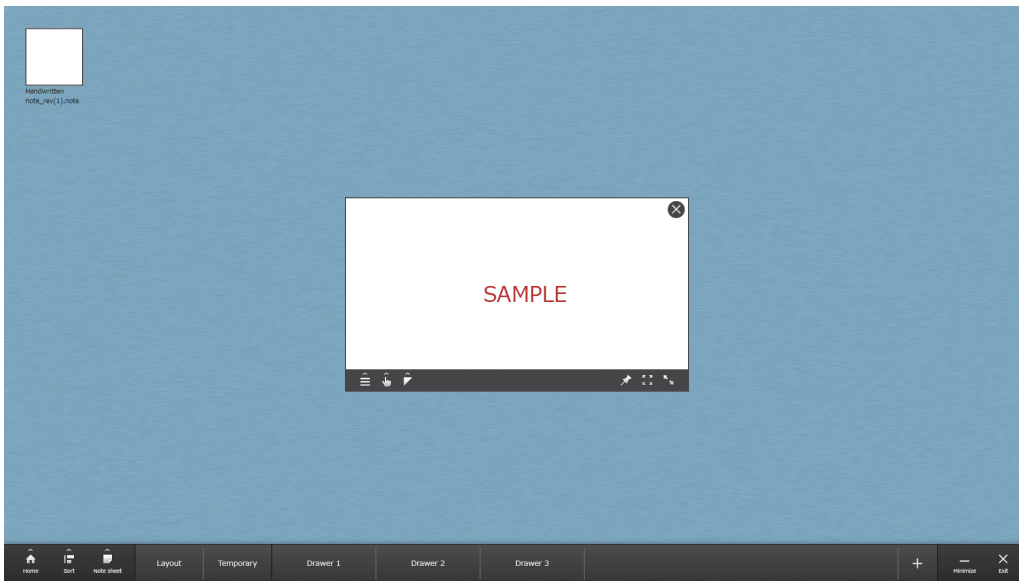 Handwritten
note_rev(1).note
SAMPLE
Home
Sort
Note sheet
Layout
Temporary
Drawer 1
Drawer 2
Drawer 3
Minimize
Exit